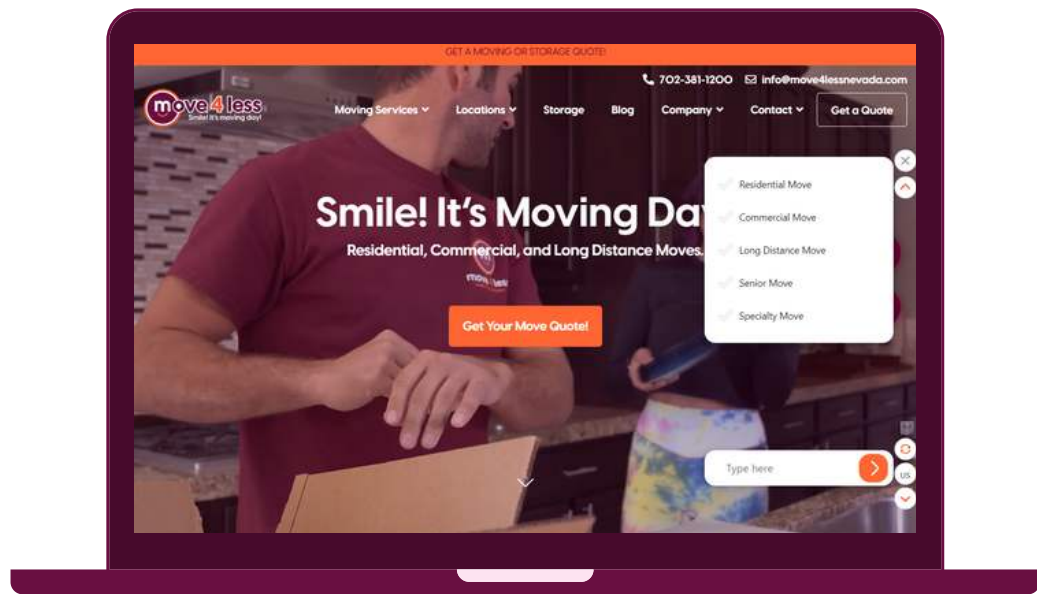 GET A MOVING OR STORAGE QUOTE!
702-381-1200 info@move4lessnevada.com
move4less
Smile! It's moving day!
Moving Services Locations Storage Blog Company Contact Get a Quote
Residential Move
Commercial Move
Long Distance Move
Senior Move
Specialty Move
Smile! It's Moving Da
Residential, Commercial, and Long Distance Moves.
move4less
Get Your Move Quote!
Type here
US